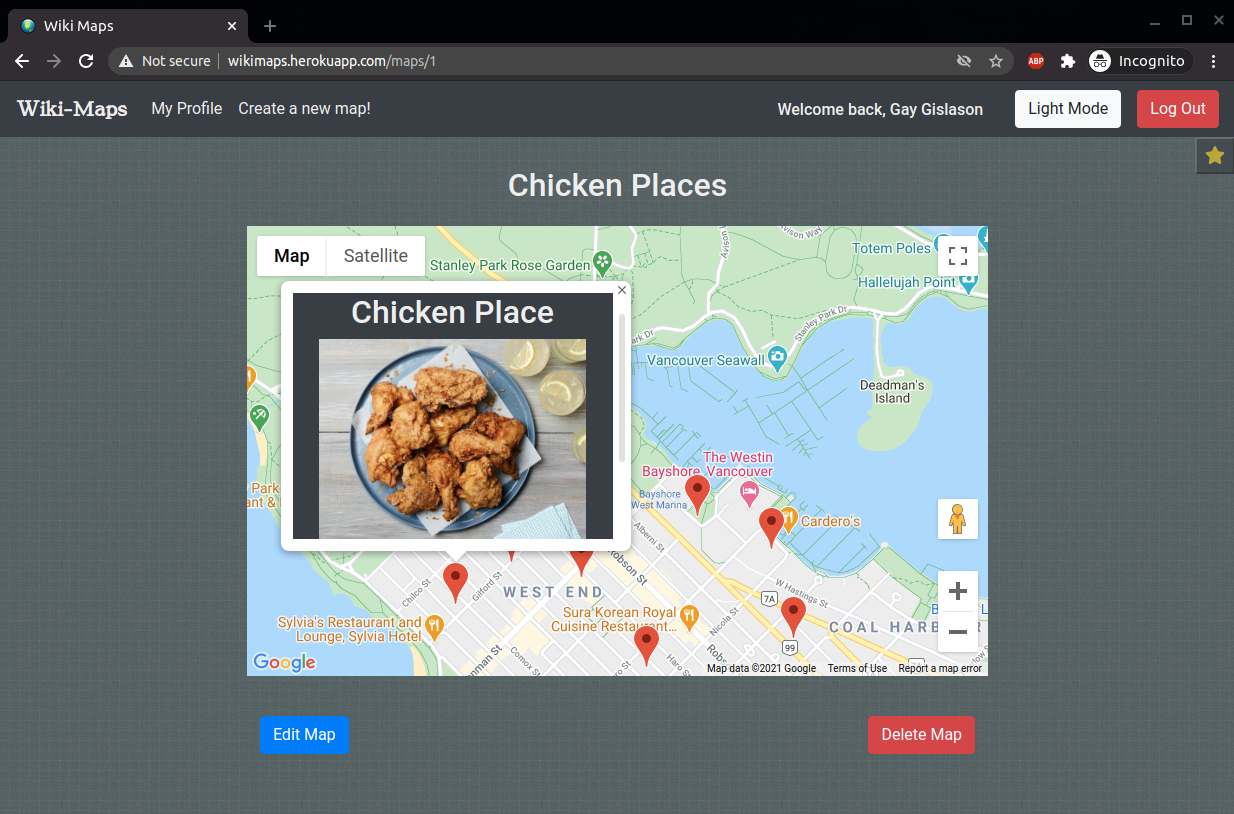 Wiki Maps
Not secure
wikimaps.herokuapp.com/maps/1
ABP
Incognito
Wiki-Maps
My Profile
Create a new map!
Welcome back, Gay Gislason
Light Mode
Log Out
Chicken Places
Map
Satellite
Stanley Park Rose Garden
Totem Poles
Hallelujah Point
Stanley Park Dr
Vancouver Seawall
Deadman's
Island
Chicken Place
The Westin
Bayshore, Vancouver
Bayshore
West Marina
Cardero's
Alberni St
Robson St
WEST END
Chilco St
Gilford St
7A
W Hastings St
Sylvia's Restaurant and
Lounge, Sylvia Hotel
Sura Korean Royal
Cuisine Restaurant...
Nicola St
COAL HARB
99
Comox St
Haro
Google
Map data ©2021 Google
Terms of Use
Report a map error
Edit Map
Delete Map